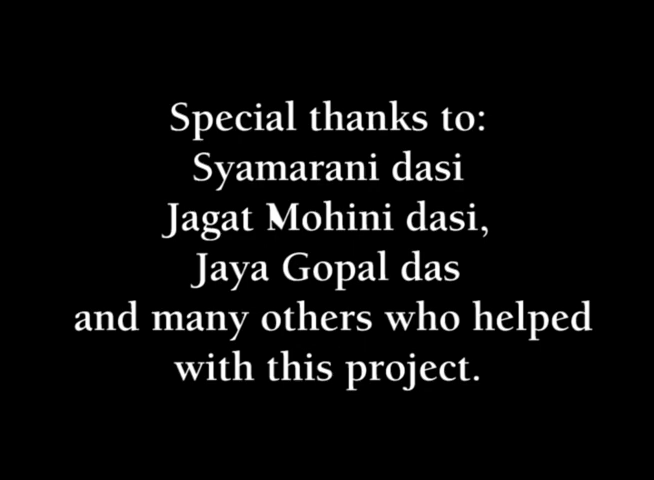 Special thanks to:
Syamarani dasi
Jagat Mohini dasi,
Jaya Gopal das
and many others who helped
with this project.